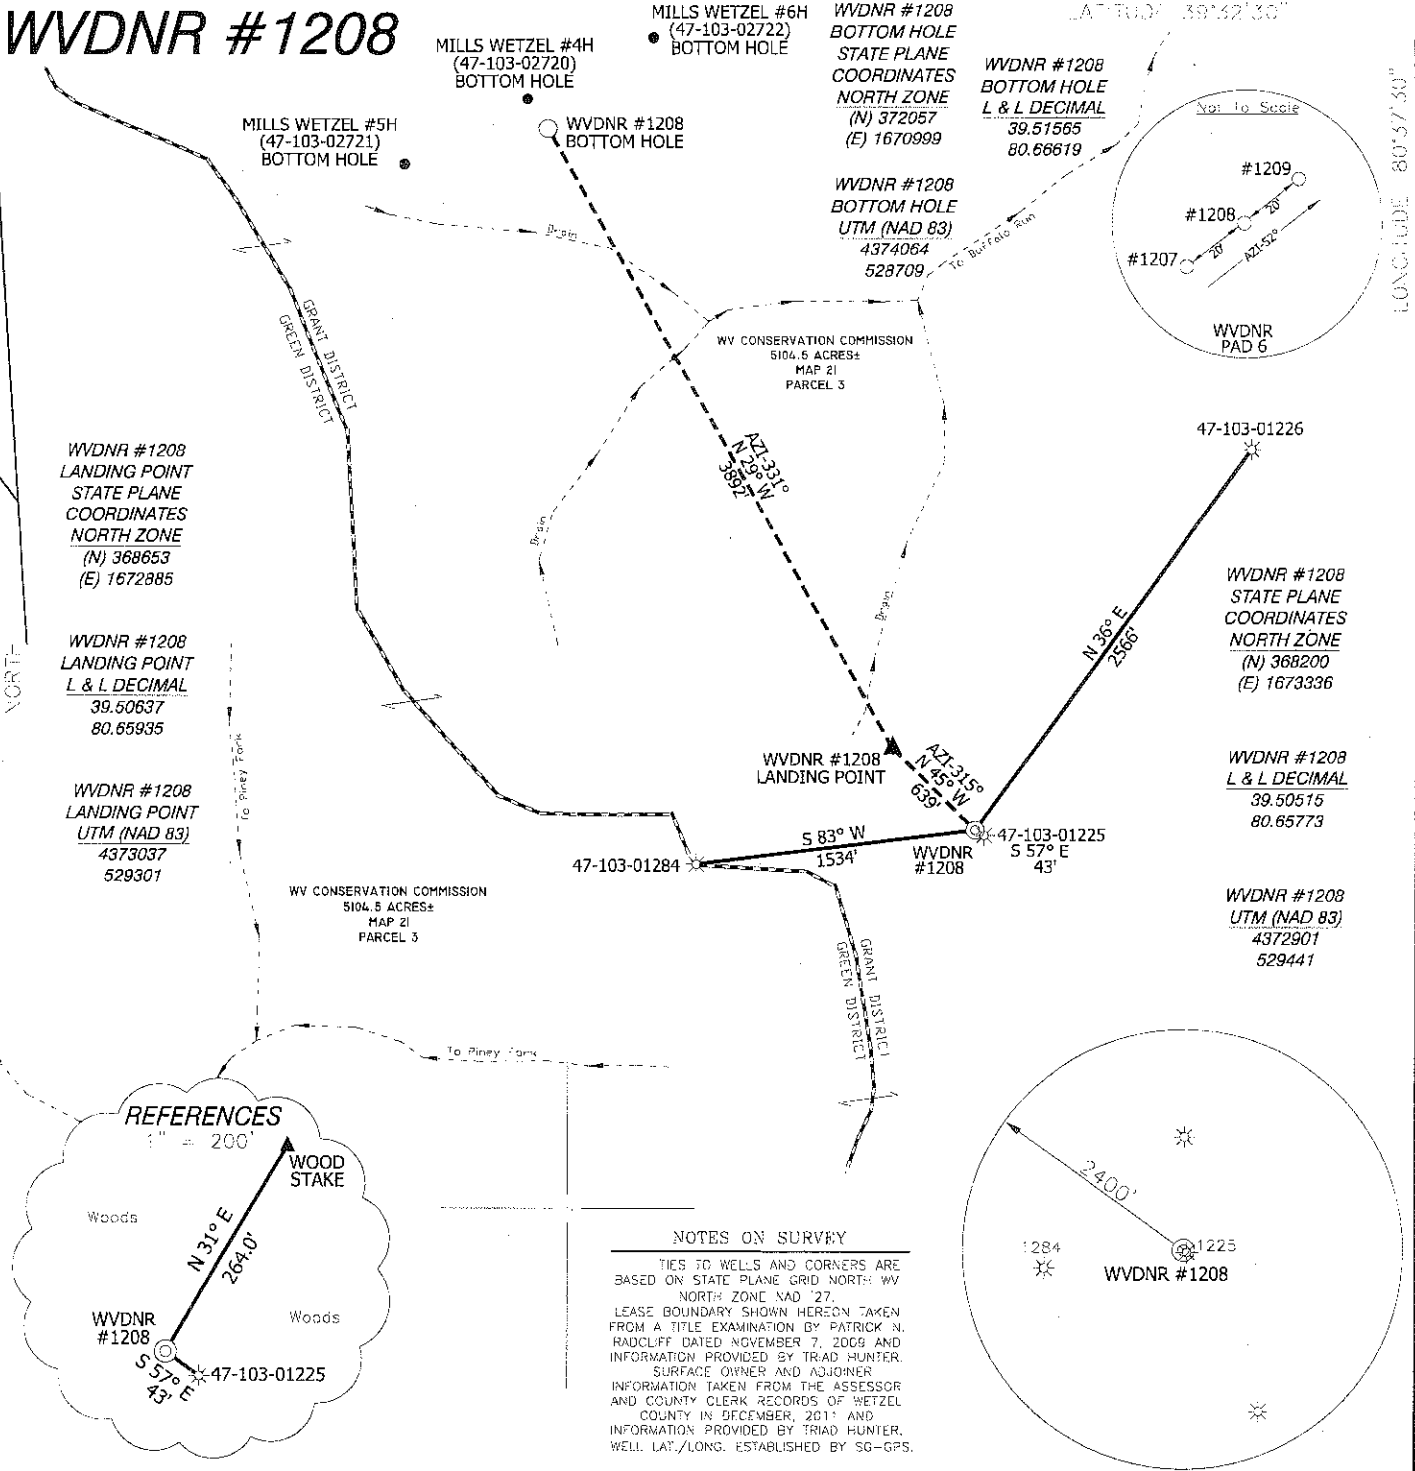 WVDNR #1208
MILLS WETZEL #4H
(47-103-02720)
BOTTOM HOLE
MILLS WETZEL #6H
(47-103-02722)
BOTTOM HOLE
MILLS WETZEL #5H
(47-103-02721)
BOTTOM HOLE
WVDNR #1208
BOTTOM HOLE
WVDNR #1208
BOTTOM HOLE
STATE PLANE
COORDINATES
NORTH ZONE
(N) 372057
(E) 1670999
WVDNR #1208
BOTTOM HOLE
L & L DECIMAL
39.51565
80.66619
WVDNR #1208
BOTTOM HOLE
UTM (NAD 83)
4374064
528709
LATITUDE 39°32'30"
LONGITUDE 80°37'30"
Not To Scale
#1209
#1208
#1207
20'
20'
AZI-52°
WVDNR
PAD 6
Drain
To Buffalo Run
GRANT DISTRICT
GREEN DISTRICT
WV CONSERVATION COMMISSION
5104.5 ACRES±
MAP 21
PARCEL 3
AZI-331°
N 29° W
3892'
Drain
Drain
47-103-01226
N 36° E
2566'
WVDNR #1208
LANDING POINT
STATE PLANE
COORDINATES
NORTH ZONE
(N) 368653
(E) 1672885
WVDNR #1208
LANDING POINT
L & L DECIMAL
39.50637
80.65935
WVDNR #1208
LANDING POINT
UTM (NAD 83)
4373037
529301
NORTH
To Piney Fork
WVDNR #1208
STATE PLANE
COORDINATES
NORTH ZONE
(N) 368200
(E) 1673336
WVDNR #1208
L & L DECIMAL
39.50515
80.65773
WVDNR #1208
UTM (NAD 83)
4372901
529441
WVDNR #1208
LANDING POINT
AZI-315°
N 45° W
639'
47-103-01284
S 83° W
1534'
WVDNR
#1208
47-103-01225
S 57° E
43'
WV CONSERVATION COMMISSION
5104.5 ACRES±
MAP 21
PARCEL 3
GRANT DISTRICT
GREEN DISTRICT
To Piney Fork
REFERENCES
1" = 200'
WOOD
STAKE
Woods
N 31° E
264.0'
Woods
WVDNR
#1208
S 57° E
43'
47-103-01225
NOTES ON SURVEY
TIES TO WELLS AND CORNERS ARE
BASED ON STATE PLANE GRID NORTH WV
NORTH ZONE NAD '27.
LEASE BOUNDARY SHOWN HEREON TAKEN
FROM A TITLE EXAMINATION BY PATRICK N.
RADCLIFF DATED NOVEMBER 7, 2009 AND
INFORMATION PROVIDED BY TRIAD HUNTER.
SURFACE OWNER AND ADJOINER
INFORMATION TAKEN FROM THE ASSESSOR
AND COUNTY CLERK RECORDS OF WETZEL
COUNTY IN DECEMBER, 2011 AND
INFORMATION PROVIDED BY TRIAD HUNTER.
WELL LAT./LONG. ESTABLISHED BY SG-GPS.
2400'
1284
1225
WVDNR #1208